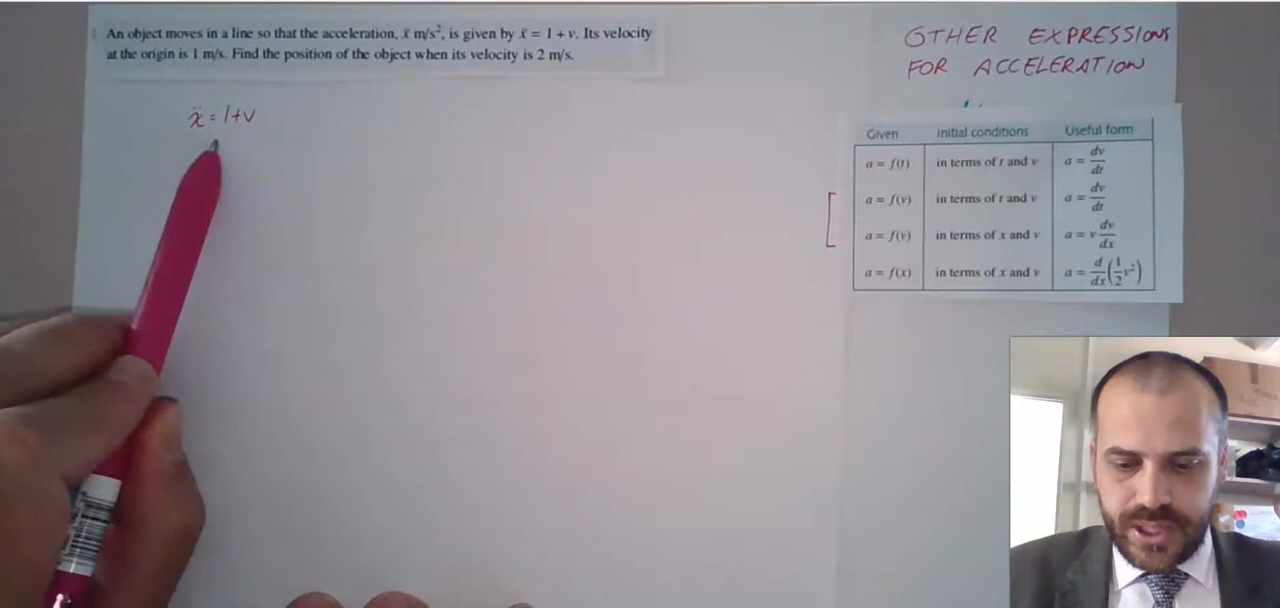 An object moves in a line so that the acceleration, ẍ m/s², is given by ẍ = 1 + v. Its velocity
at the origin is 1 m/s. Find the position of the object when its velocity is 2 m/s.
OTHER EXPRESSIONS
FOR ACCELERATION
ẍ = 1+v
Given Initial conditions Useful form
a = f(t) in terms of t and v a = dv/dt
a = f(v) in terms of t and v a = dv/dt
a = f(v) in terms of x and v a = v dv/dx
a = f(x) in terms of x and v a = d/dx(1/2 v²)